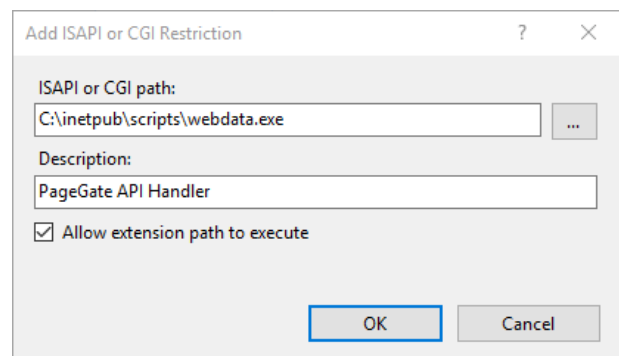 Add ISAPI or CGI Restriction ?
ISAPI or CGI path:
C:\inetpub\scripts\webdata.exe ...
Description:
PageGate API Handler
Allow extension path to execute
OK Cancel